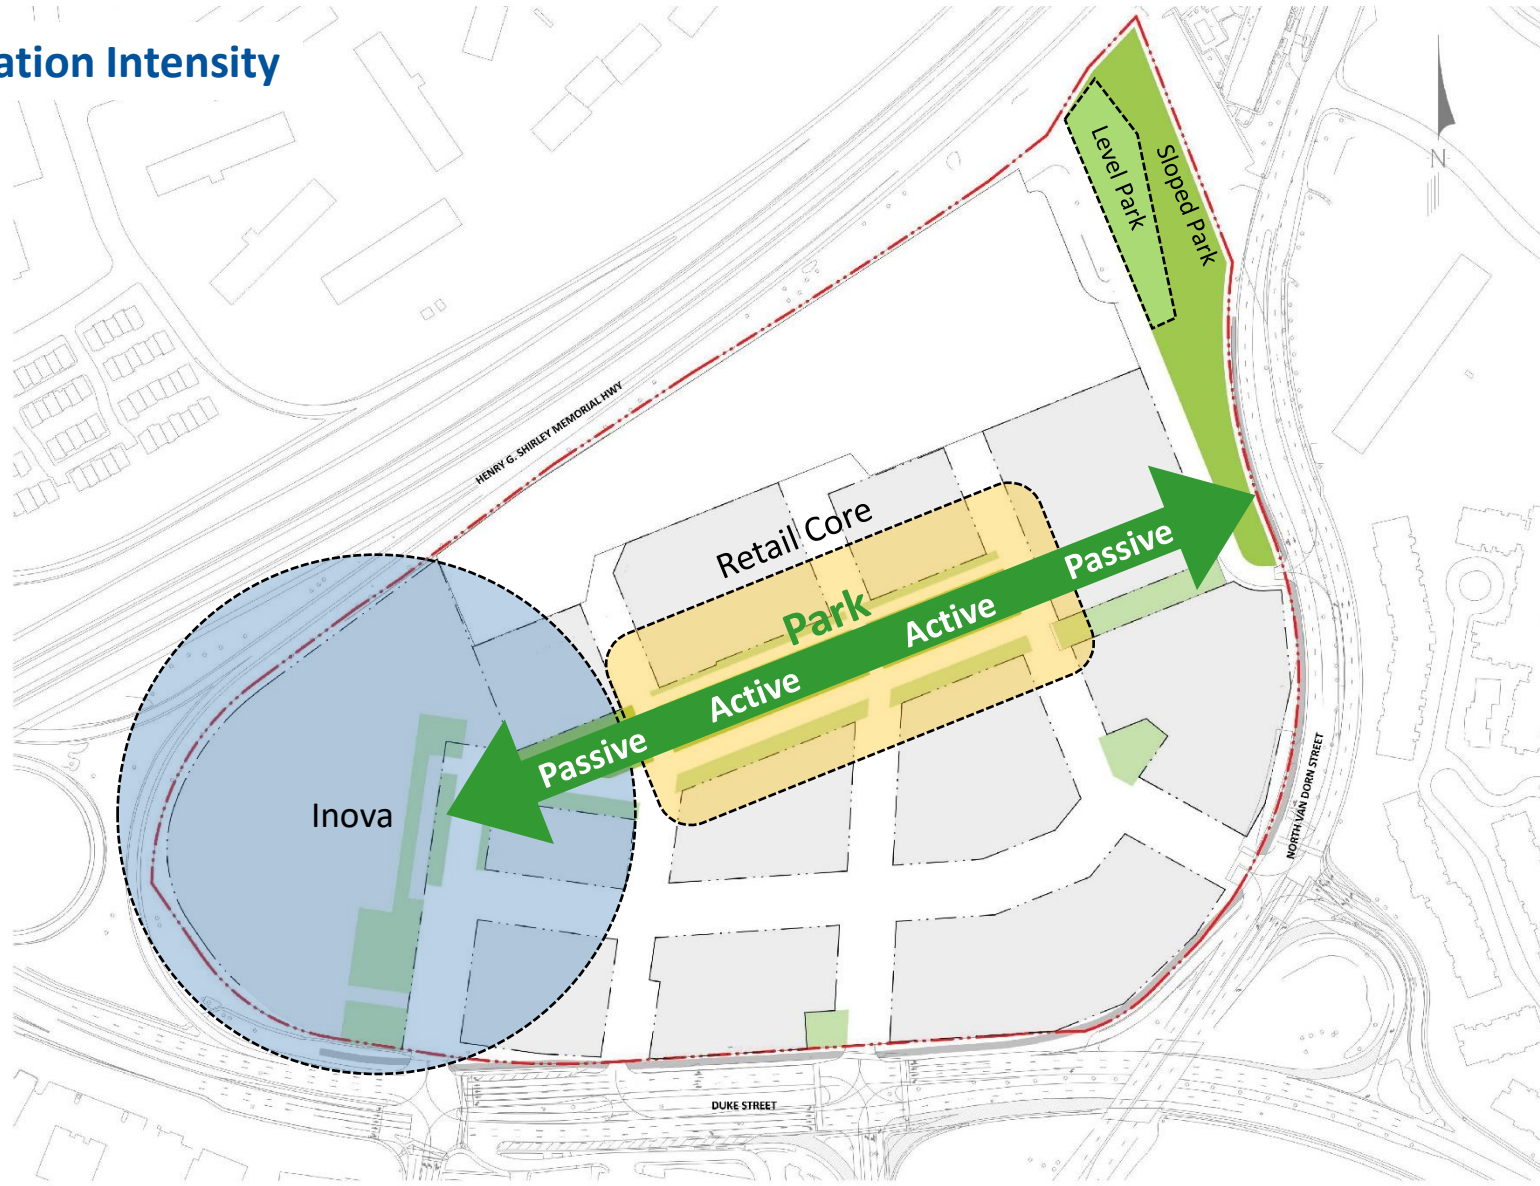 ation Intensity
Level Park
Sloped Park
N
HENRY G. SHIRLEY MEMORIAL HWY
Retail Core
Park
Passive
Active
Active
Passive
Inova
NORTH VAN DORN STREET
DUKE STREET